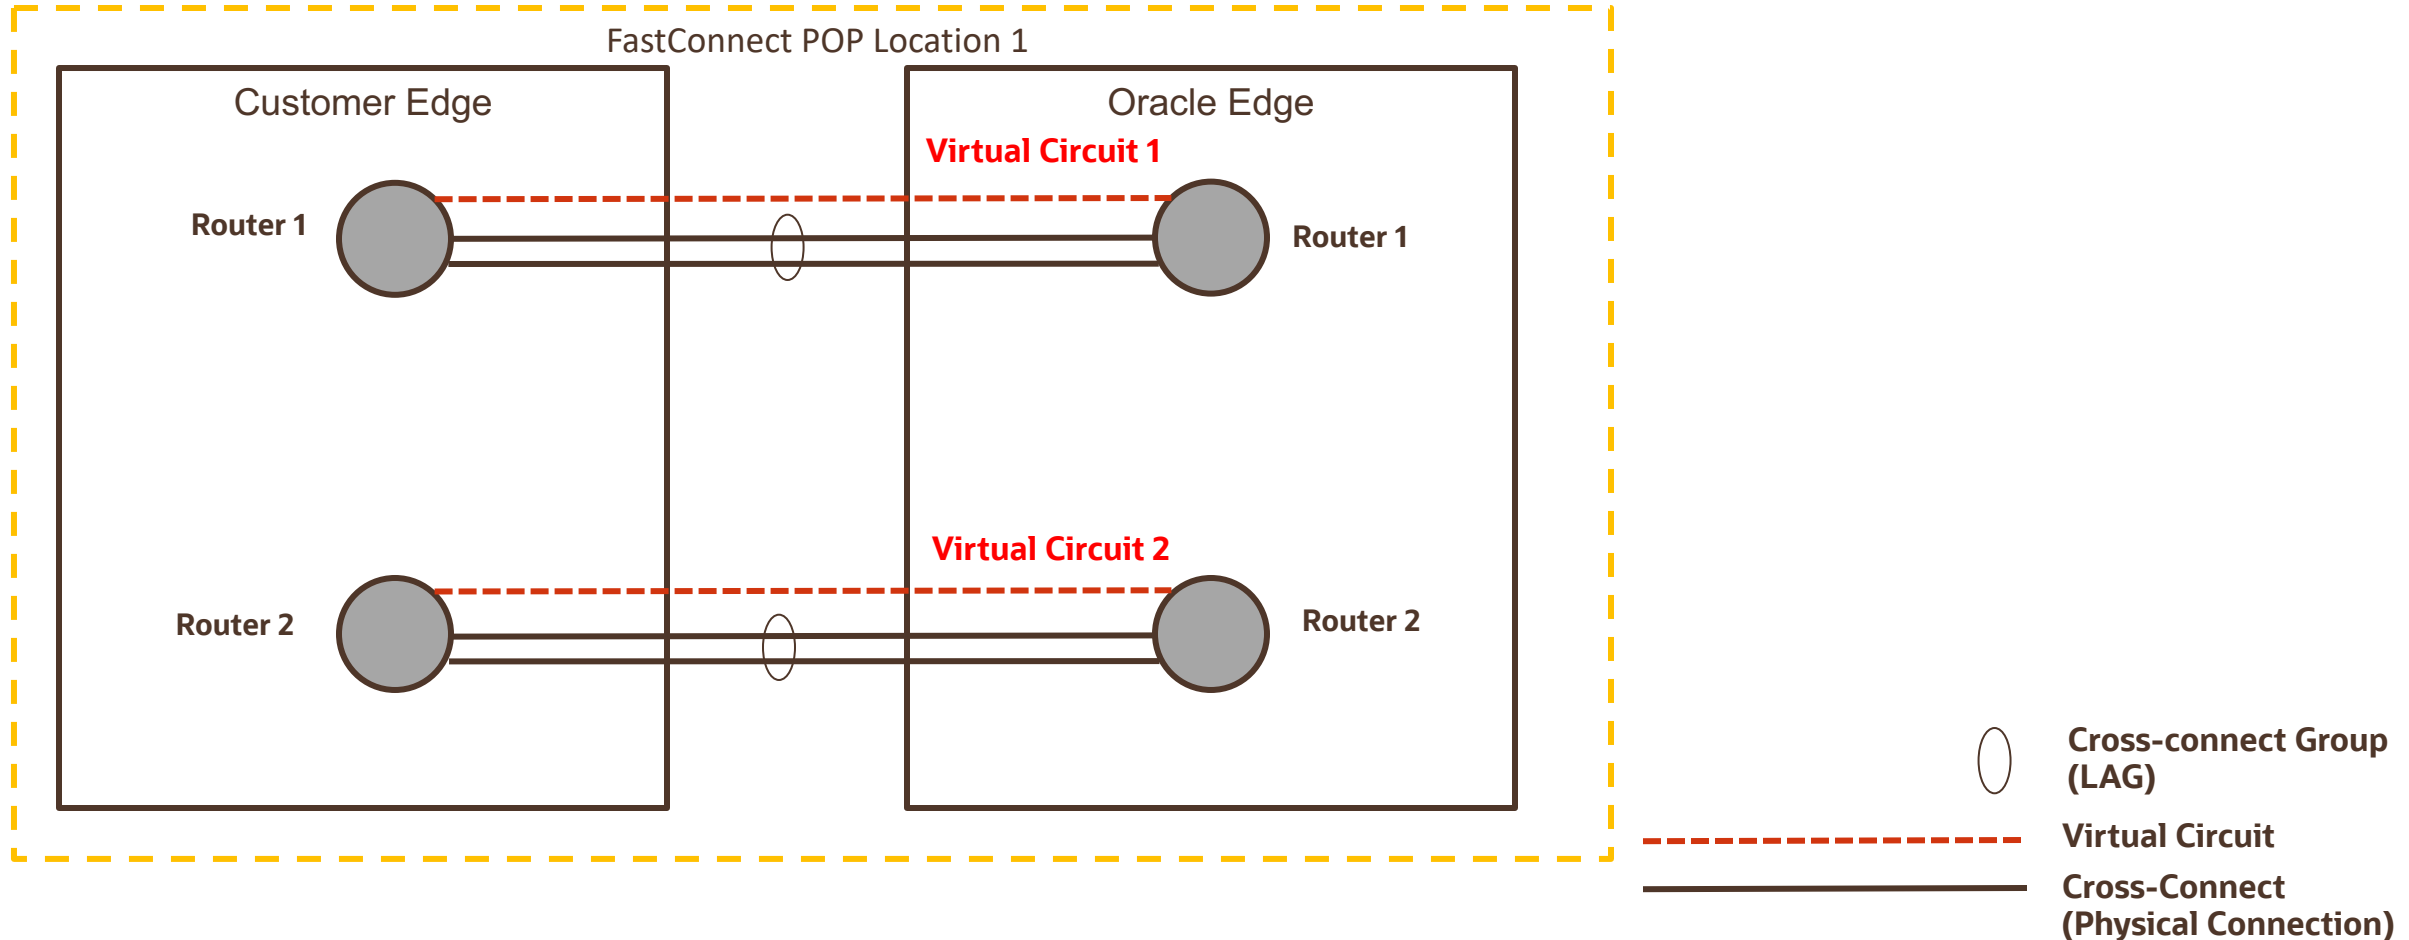 FastConnect POP Location 1
Customer Edge
Oracle Edge
Virtual Circuit 1
Router 1
Router 1
Virtual Circuit 2
Router 2
Router 2
Cross-connect Group
(LAG)
Virtual Circuit
Cross-Connect
(Physical Connection)